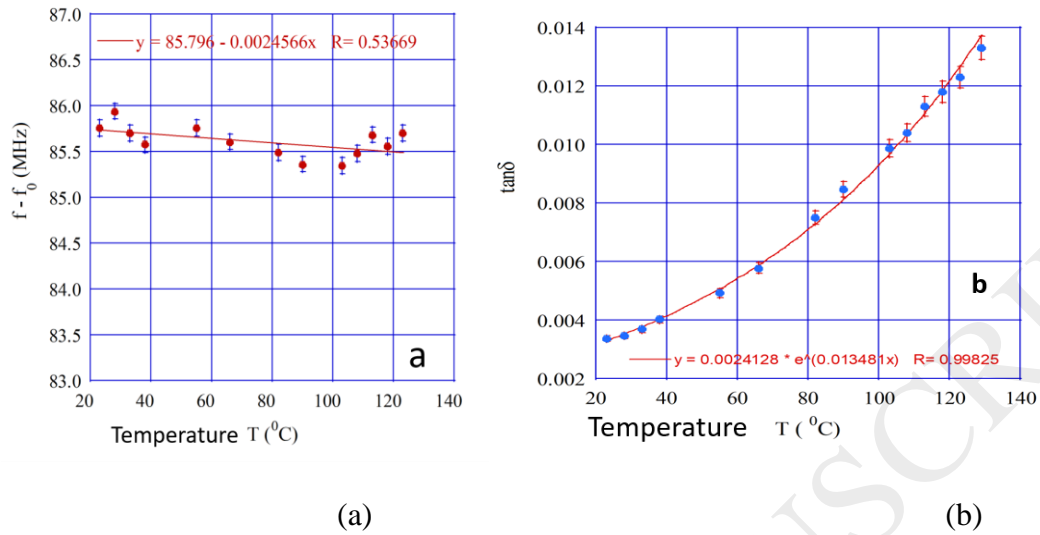 87.0
86.5
86.0
85.5
85.0
84.5
84.0
83.5
83.0
f - f0 (MHz)
y = 85.796 - 0.0024566x R= 0.53669
a
20 40 60 80 100 120 140
Temperature T (⁰C)
(a)
0.014
0.012
0.010
0.008
0.006
0.004
0.002
tanδ
b
y = 0.0024128 * e^(0.013481x) R= 0.99825
20 40 60 80 100 120 140
Temperature T ( ⁰C)
(b)